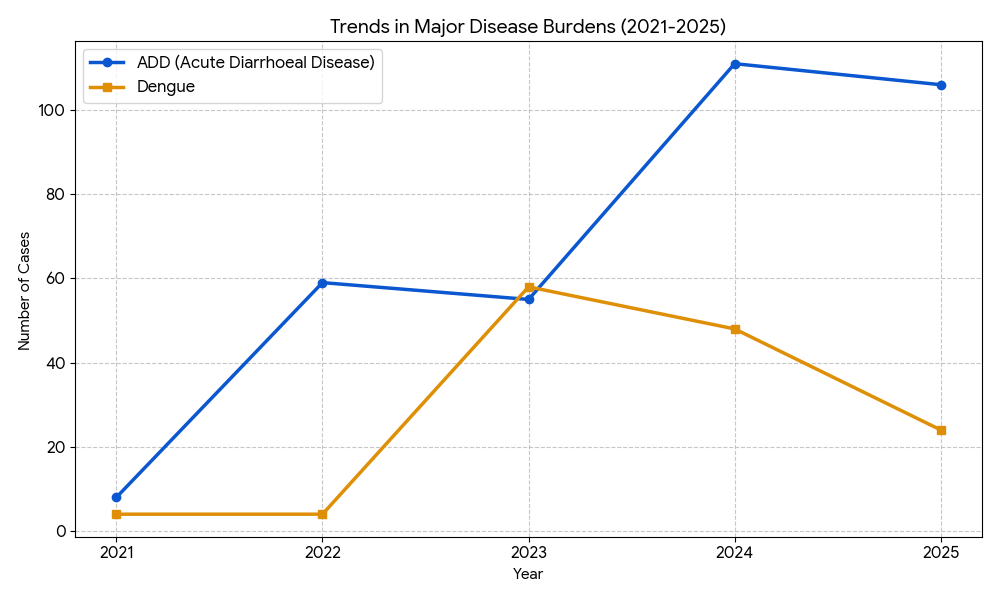 Trends in Major Disease Burdens (2021-2025)
ADD (Acute Diarrhoeal Disease)
Dengue
100
80
60
40
20
0
Number of Cases
2021 2022 2023 2024 2025
Year